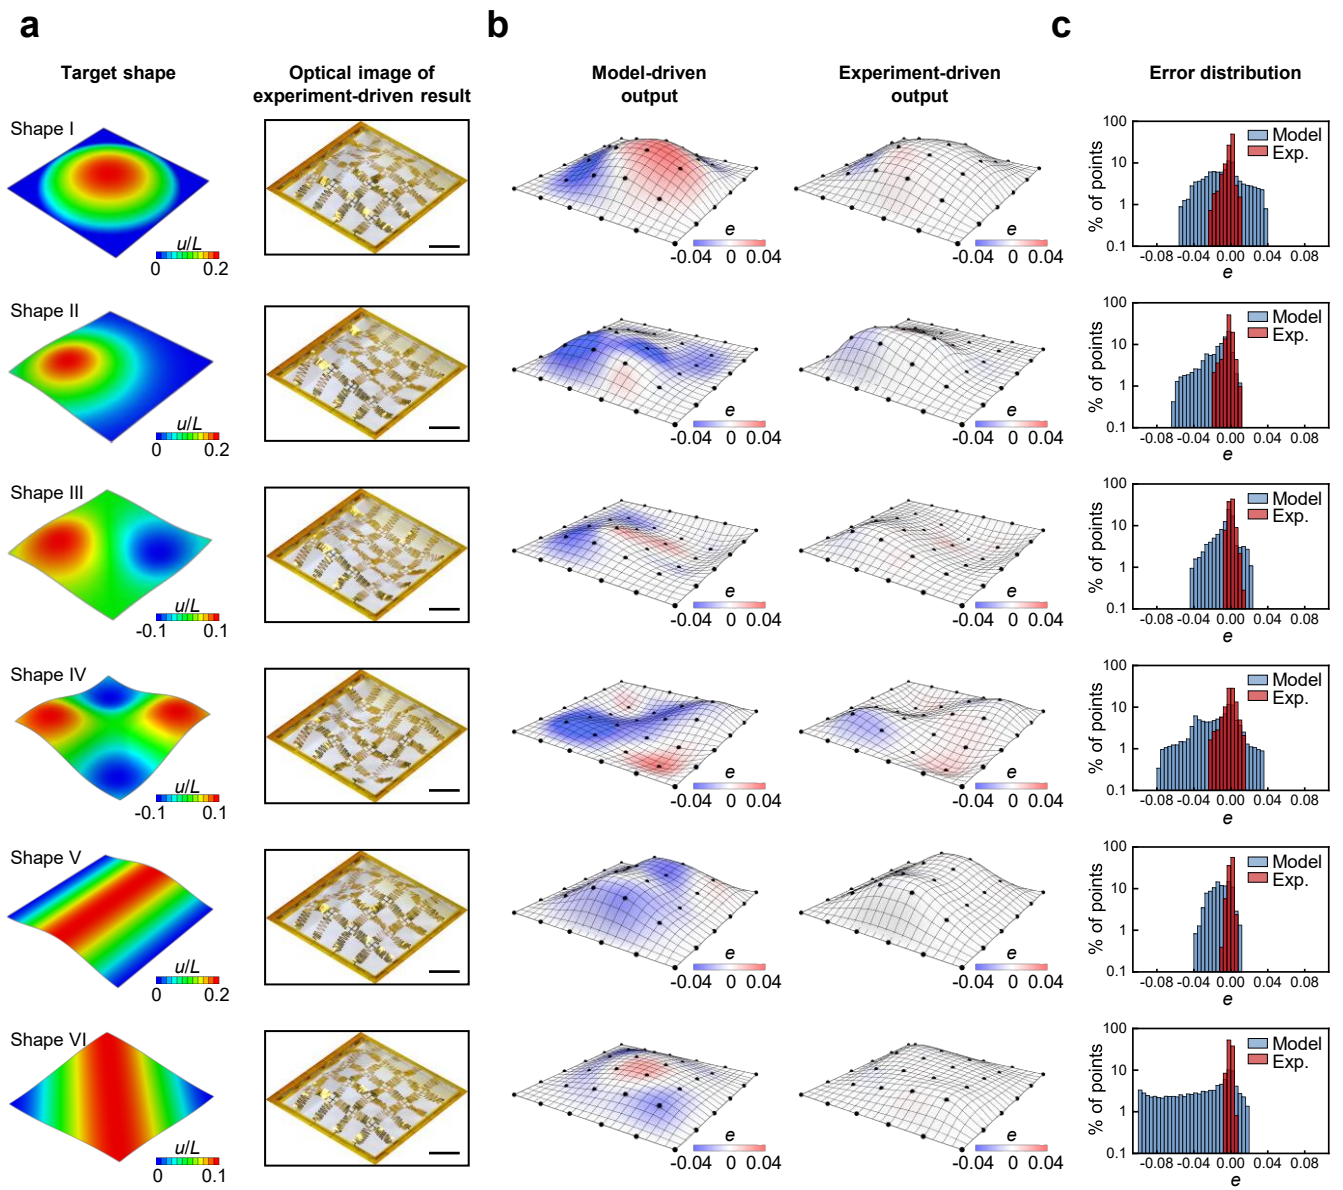 a b c
Target shape
Optical image of
experiment-driven result
Model-driven
output
Experiment-driven
output
Error distribution
Shape I
u/L
0 0.2
e
-0.04 0 0.04
e
-0.04 0 0.04
% of points
100
10
1
0.1
Model
Exp.
-0.08 -0.04 0.00 0.04 0.08
e
Shape II
u/L
0 0.2
e
-0.04 0 0.04
e
-0.04 0 0.04
% of points
100
10
1
0.1
Model
Exp.
-0.08 -0.04 0.00 0.04 0.08
e
Shape III
u/L
-0.1 0.1
e
-0.04 0 0.04
e
-0.04 0 0.04
% of points
100
10
1
0.1
Model
Exp.
-0.08 -0.04 0.00 0.04 0.08
e
Shape IV
u/L
-0.1 0.1
e
-0.04 0 0.04
e
-0.04 0 0.04
% of points
100
10
1
0.1
Model
Exp.
-0.08 -0.04 0.00 0.04 0.08
e
Shape V
u/L
0 0.2
e
-0.04 0 0.04
e
-0.04 0 0.04
% of points
100
10
1
0.1
Model
Exp.
-0.08 -0.04 0.00 0.04 0.08
e
Shape VI
u/L
0 0.1
e
-0.04 0 0.04
e
-0.04 0 0.04
% of points
100
10
1
0.1
Model
Exp.
-0.08 -0.04 0.00 0.04 0.08
e